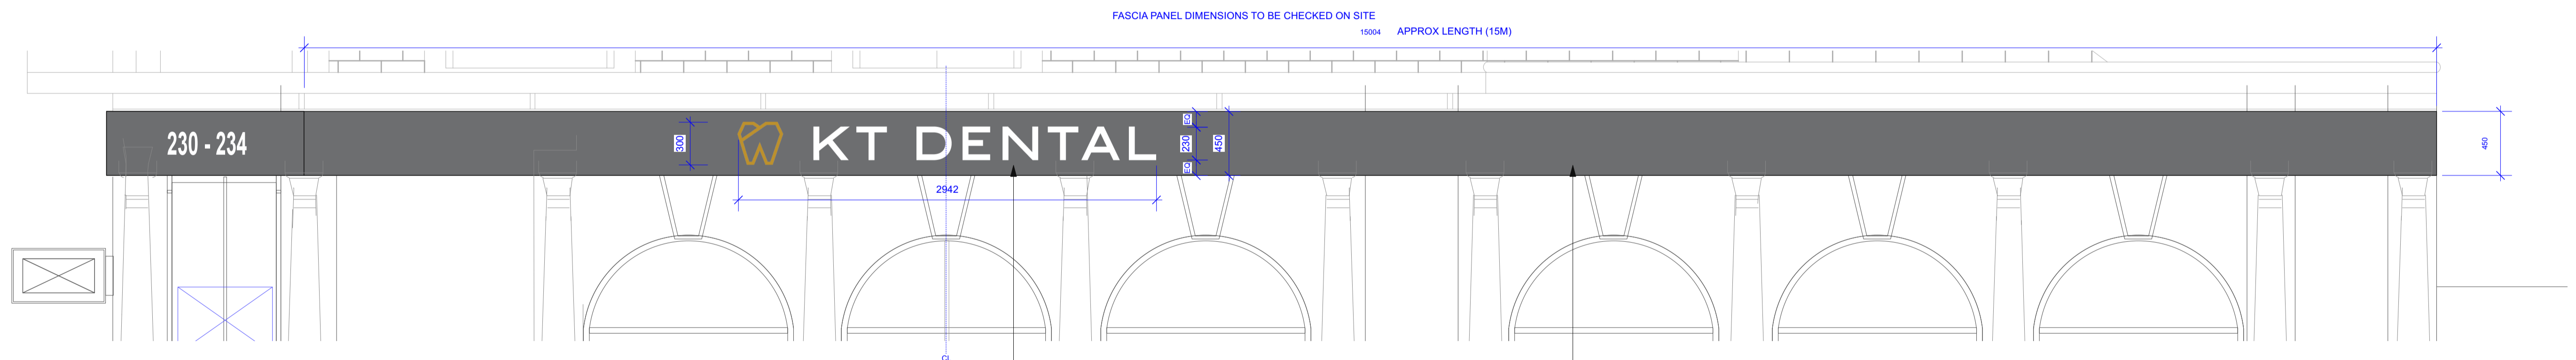 FASCIA PANEL DIMENSIONS TO BE CHECKED ON SITE
15004 APPROX LENGTH (15M)
230 - 234
300
KT DENTAL
EQ
230
EQ
450
450
2942
CL